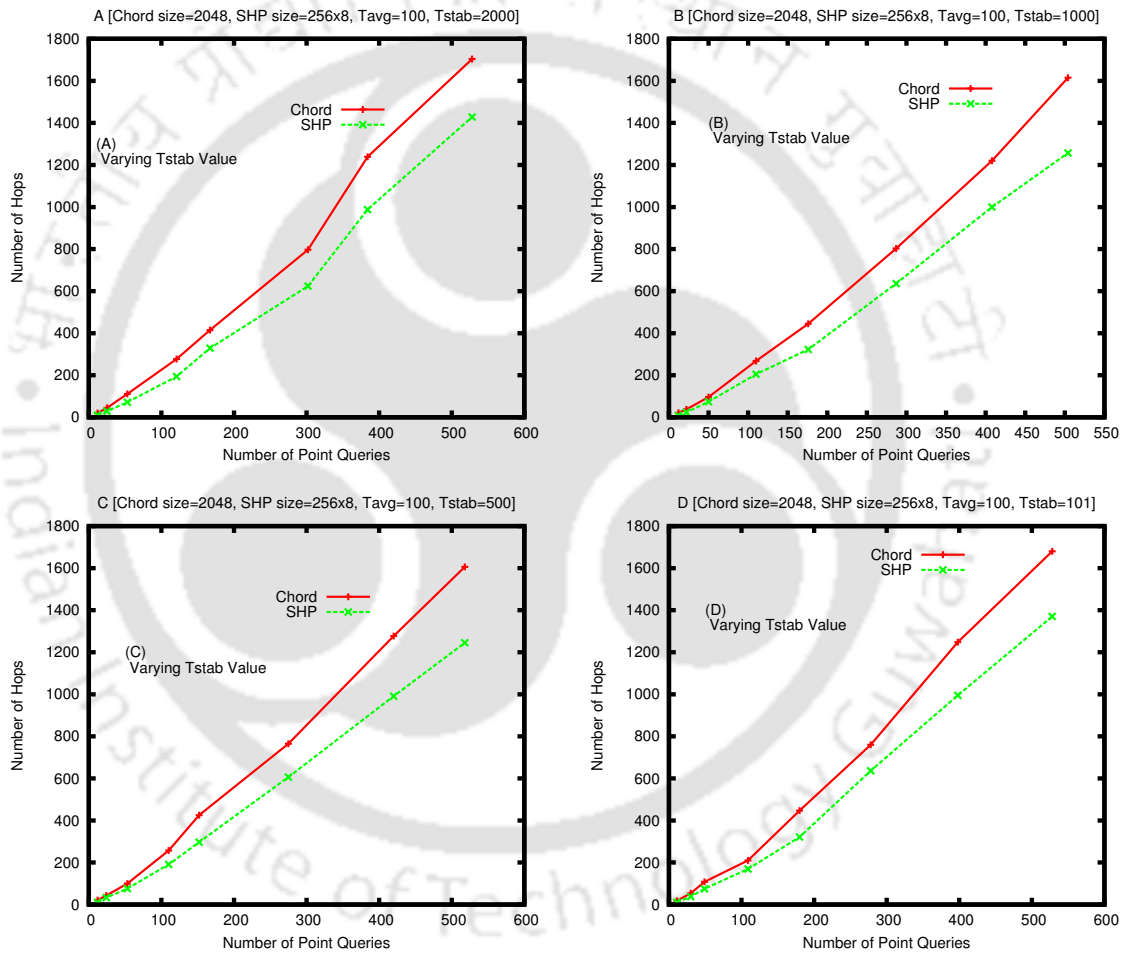 A [Chord size=2048, SHP size=256x8, Tavg=100, Tstab=2000]
1800
1600
1400
1200
1000
800
600
400
200
0
Number of Hops
Chord
SHP
(A)
Varying Tstab Value
0 100 200 300 400 500 600
Number of Point Queries
B [Chord size=2048, SHP size=256x8, Tavg=100, Tstab=1000]
1800
1600
1400
1200
1000
800
600
400
200
0
Number of Hops
Chord
SHP
(B)
Varying Tstab Value
0 50 100 150 200 250 300 350 400 450 500 550
Number of Point Queries
C [Chord size=2048, SHP size=256x8, Tavg=100, Tstab=500]
1800
1600
1400
1200
1000
800
600
400
200
0
Number of Hops
Chord
SHP
(C)
Varying Tstab Value
0 100 200 300 400 500 600
Number of Point Queries
D [Chord size=2048, SHP size=256x8, Tavg=100, Tstab=101]
1800
1600
1400
1200
1000
800
600
400
200
0
Number of Hops
Chord
SHP
(D)
Varying Tstab Value
0 100 200 300 400 500 600
Number of Point Queries
Indian Institute of Technology Guwahati